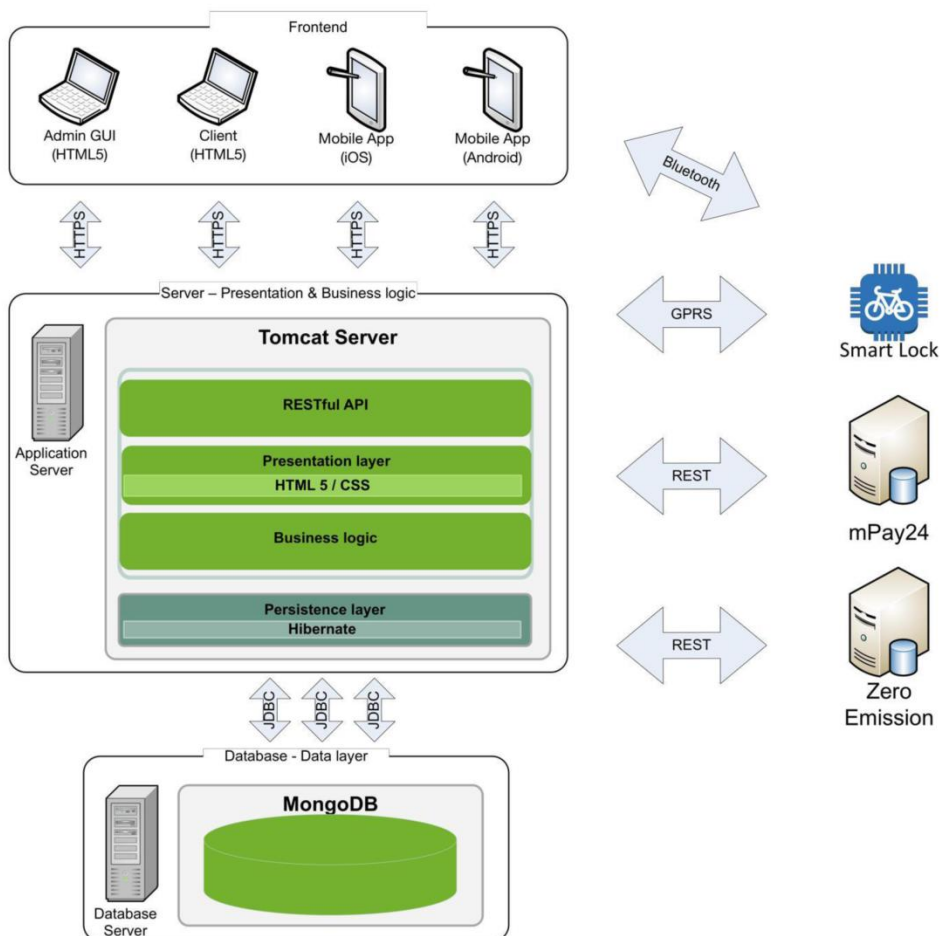 Frontend
Admin GUI
(HTML5)
Client
(HTML5)
Mobile App
(iOS)
Mobile App
(Android)
Bluetooth
HTTPS
HTTPS
HTTPS
HTTPS
Server – Presentation & Business logic
GPRS
Smart Lock
Tomcat Server
Application
Server
RESTful API
Presentation layer
HTML 5 / CSS
Business logic
REST
mPay24
Persistence layer
Hibernate
REST
Zero
Emission
JDBC
JDBC
JDBC
Database - Data layer
MongoDB
Database
Server